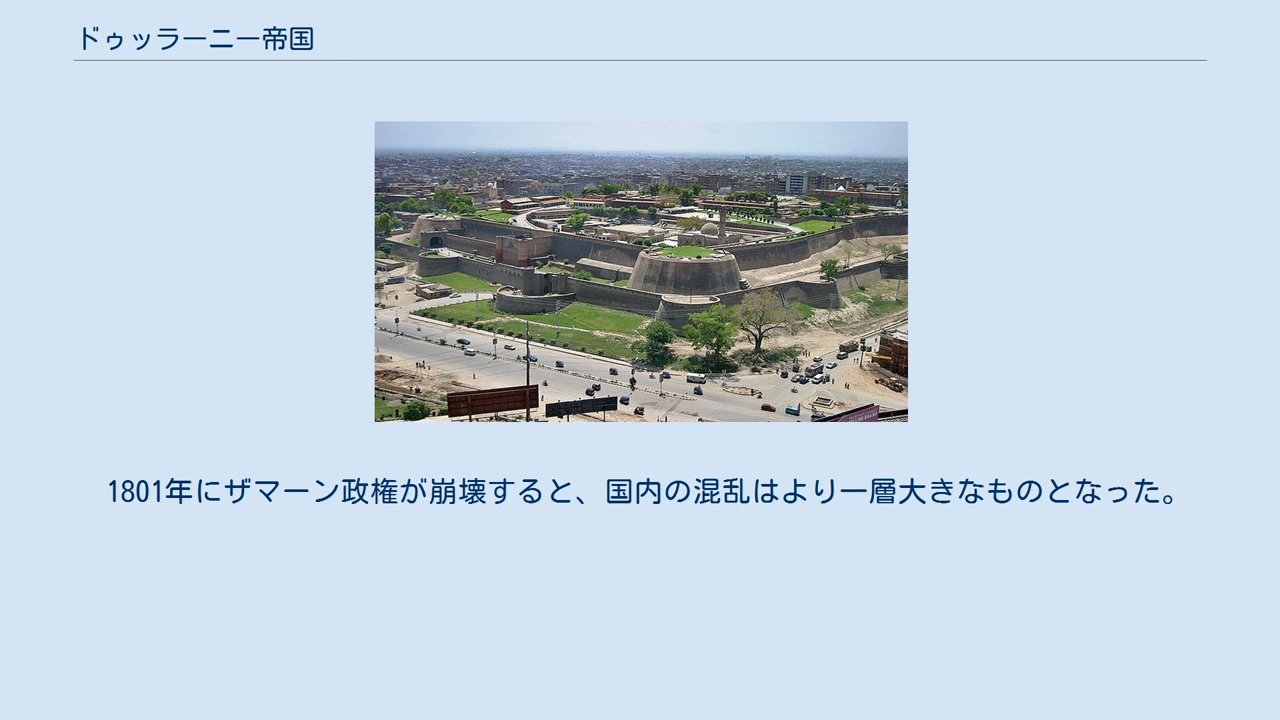 ドゥッラーニー帝国
1801年にザマーン政権が崩壊すると、国内の混乱はより一層大きなものとなった。